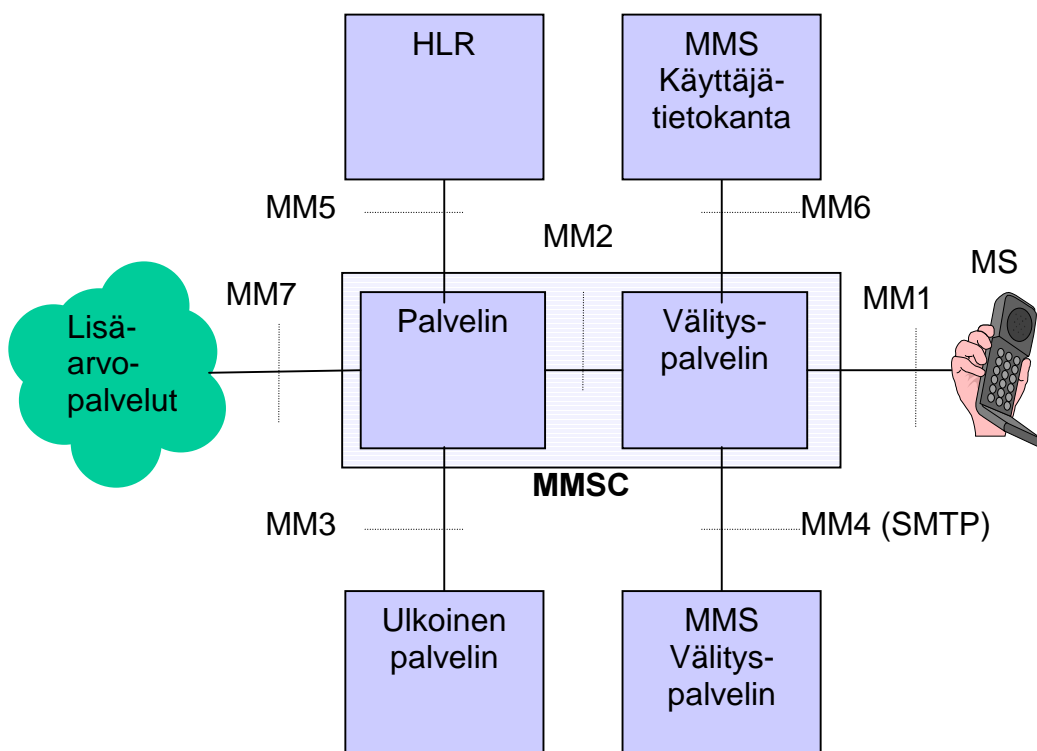 HLR
MMS
Käyttäjä-
tietokanta
MM5
MM6
MM2
MS
MM7
MM1
Lisä-
arvo-
palvelut
Palvelin
Välitys-
palvelin
MMSC
MM3
MM4 (SMTP)
Ulkoinen
palvelin
MMS
Välitys-
palvelin